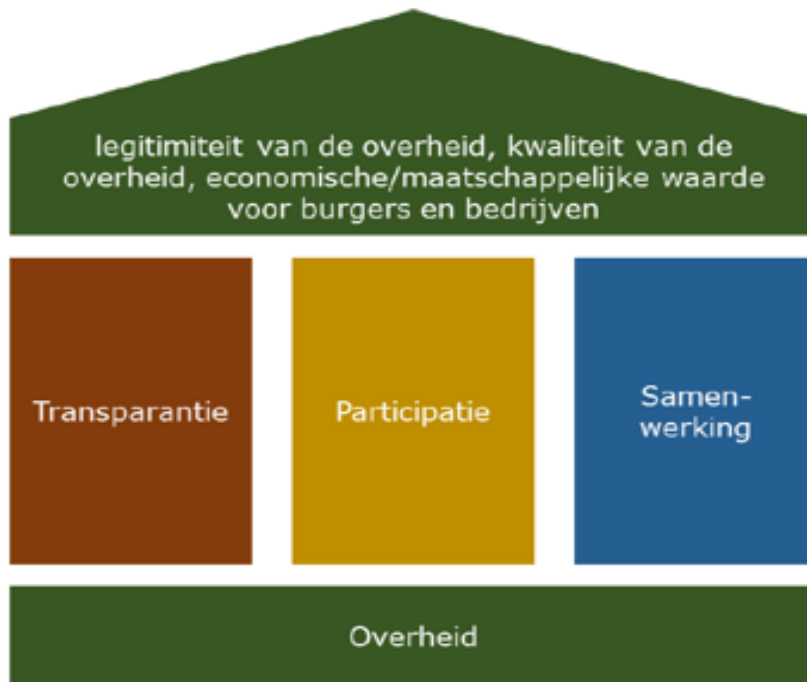 legitimiteit van de overheid, kwaliteit van de
overheid, economische/maatschappelijke waarde
voor burgers en bedrijven
Transparantie
Participatie
Samen-
werking
Overheid